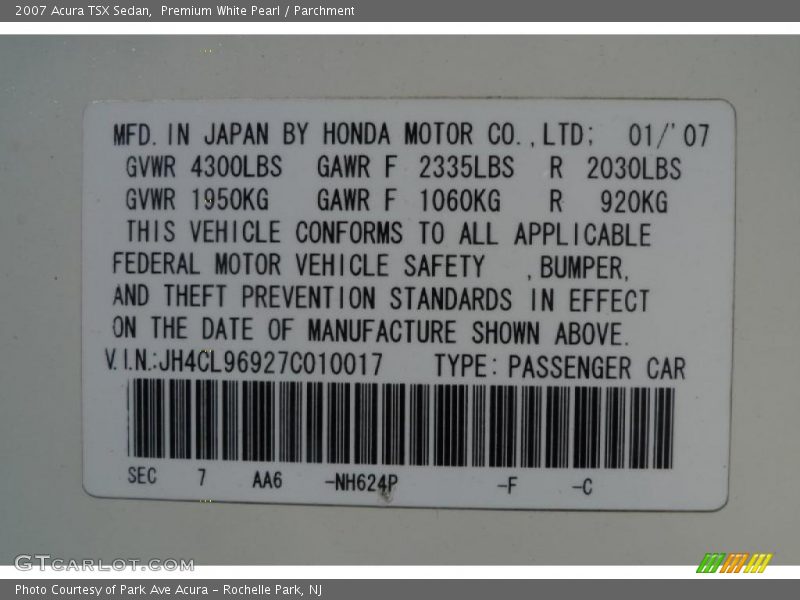 2007 Acura TSX Sedan,  Premium White Pearl / Parchment
MFD. IN JAPAN BY HONDA MOTOR CO.,LTD; 01/'07
GVWR 4300LBS GAWR F 2335LBS R 2030LBS
GVWR 1950KG GAWR F 1060KG R 920KG
THIS VEHICLE CONFORMS TO ALL APPLICABLE
FEDERAL MOTOR VEHICLE SAFETY ,BUMPER,
AND THEFT PREVENTION STANDARDS IN EFFECT
ON THE DATE OF MANUFACTURE SHOWN ABOVE.
V.I.N.:JH4CL96927C010017 TYPE: PASSENGER CAR
SEC 7 AA6 -NH624P -F -C
GTCARLOT.COM
Photo Courtesy of Park Ave Acura - Rochelle Park, NJ